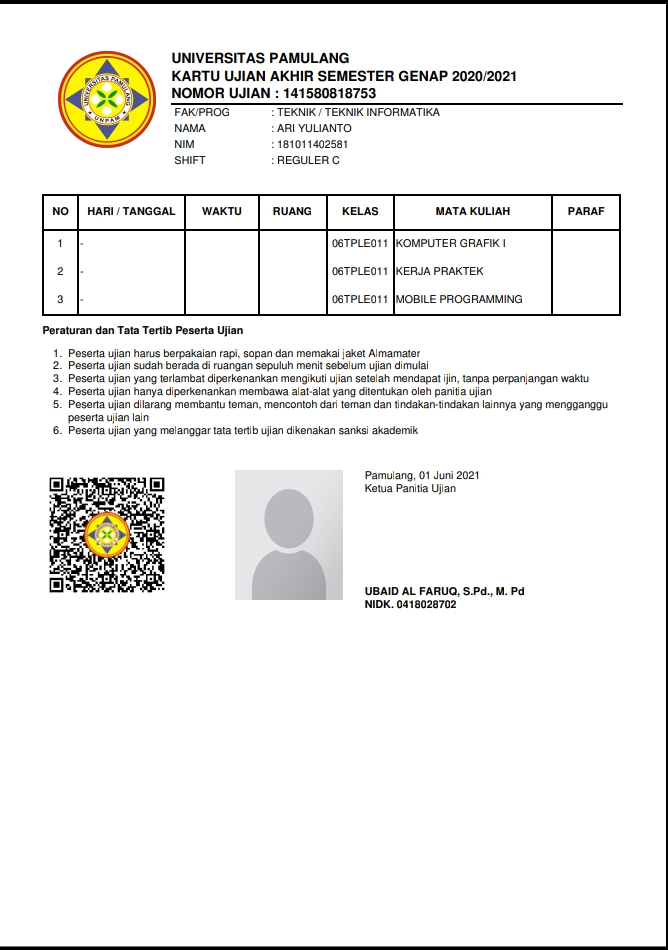 UNIVERSITAS PAMULANG
UNPAM
UNIVERSITAS PAMULANG
KARTU UJIAN AKHIR SEMESTER GENAP 2020/2021
NOMOR UJIAN : 141580818753
FAK/PROG : TEKNIK / TEKNIK INFORMATIKA
NAMA : ARI YULIANTO
NIM : 181011402581
SHIFT : REGULER C
NO HARI / TANGGAL WAKTU RUANG KELAS MATA KULIAH PARAF
1 - 06TPLE011 KOMPUTER GRAFIK I
2 - 06TPLE011 KERJA PRAKTEK
3 - 06TPLE011 MOBILE PROGRAMMING
Peraturan dan Tata Tertib Peserta Ujian
1. Peserta ujian harus berpakaian rapi, sopan dan memakai jaket Almamater
2. Peserta ujian sudah berada di ruangan sepuluh menit sebelum ujian dimulai
3. Peserta ujian yang terlambat diperkenankan mengikuti ujian setelah mendapat ijin, tanpa perpanjangan waktu
4. Peserta ujian hanya diperkenankan membawa alat-alat yang ditentukan oleh panitia ujian
5. Peserta ujian dilarang membantu teman, mencontoh dari teman dan tindakan-tindakan lainnya yang mengganggu
peserta ujian lain
6. Peserta ujian yang melanggar tata tertib ujian dikenakan sanksi akademik
Pamulang, 01 Juni 2021
Ketua Panitia Ujian
UBAID AL FARUQ, S.Pd., M. Pd
NIDK. 0418028702